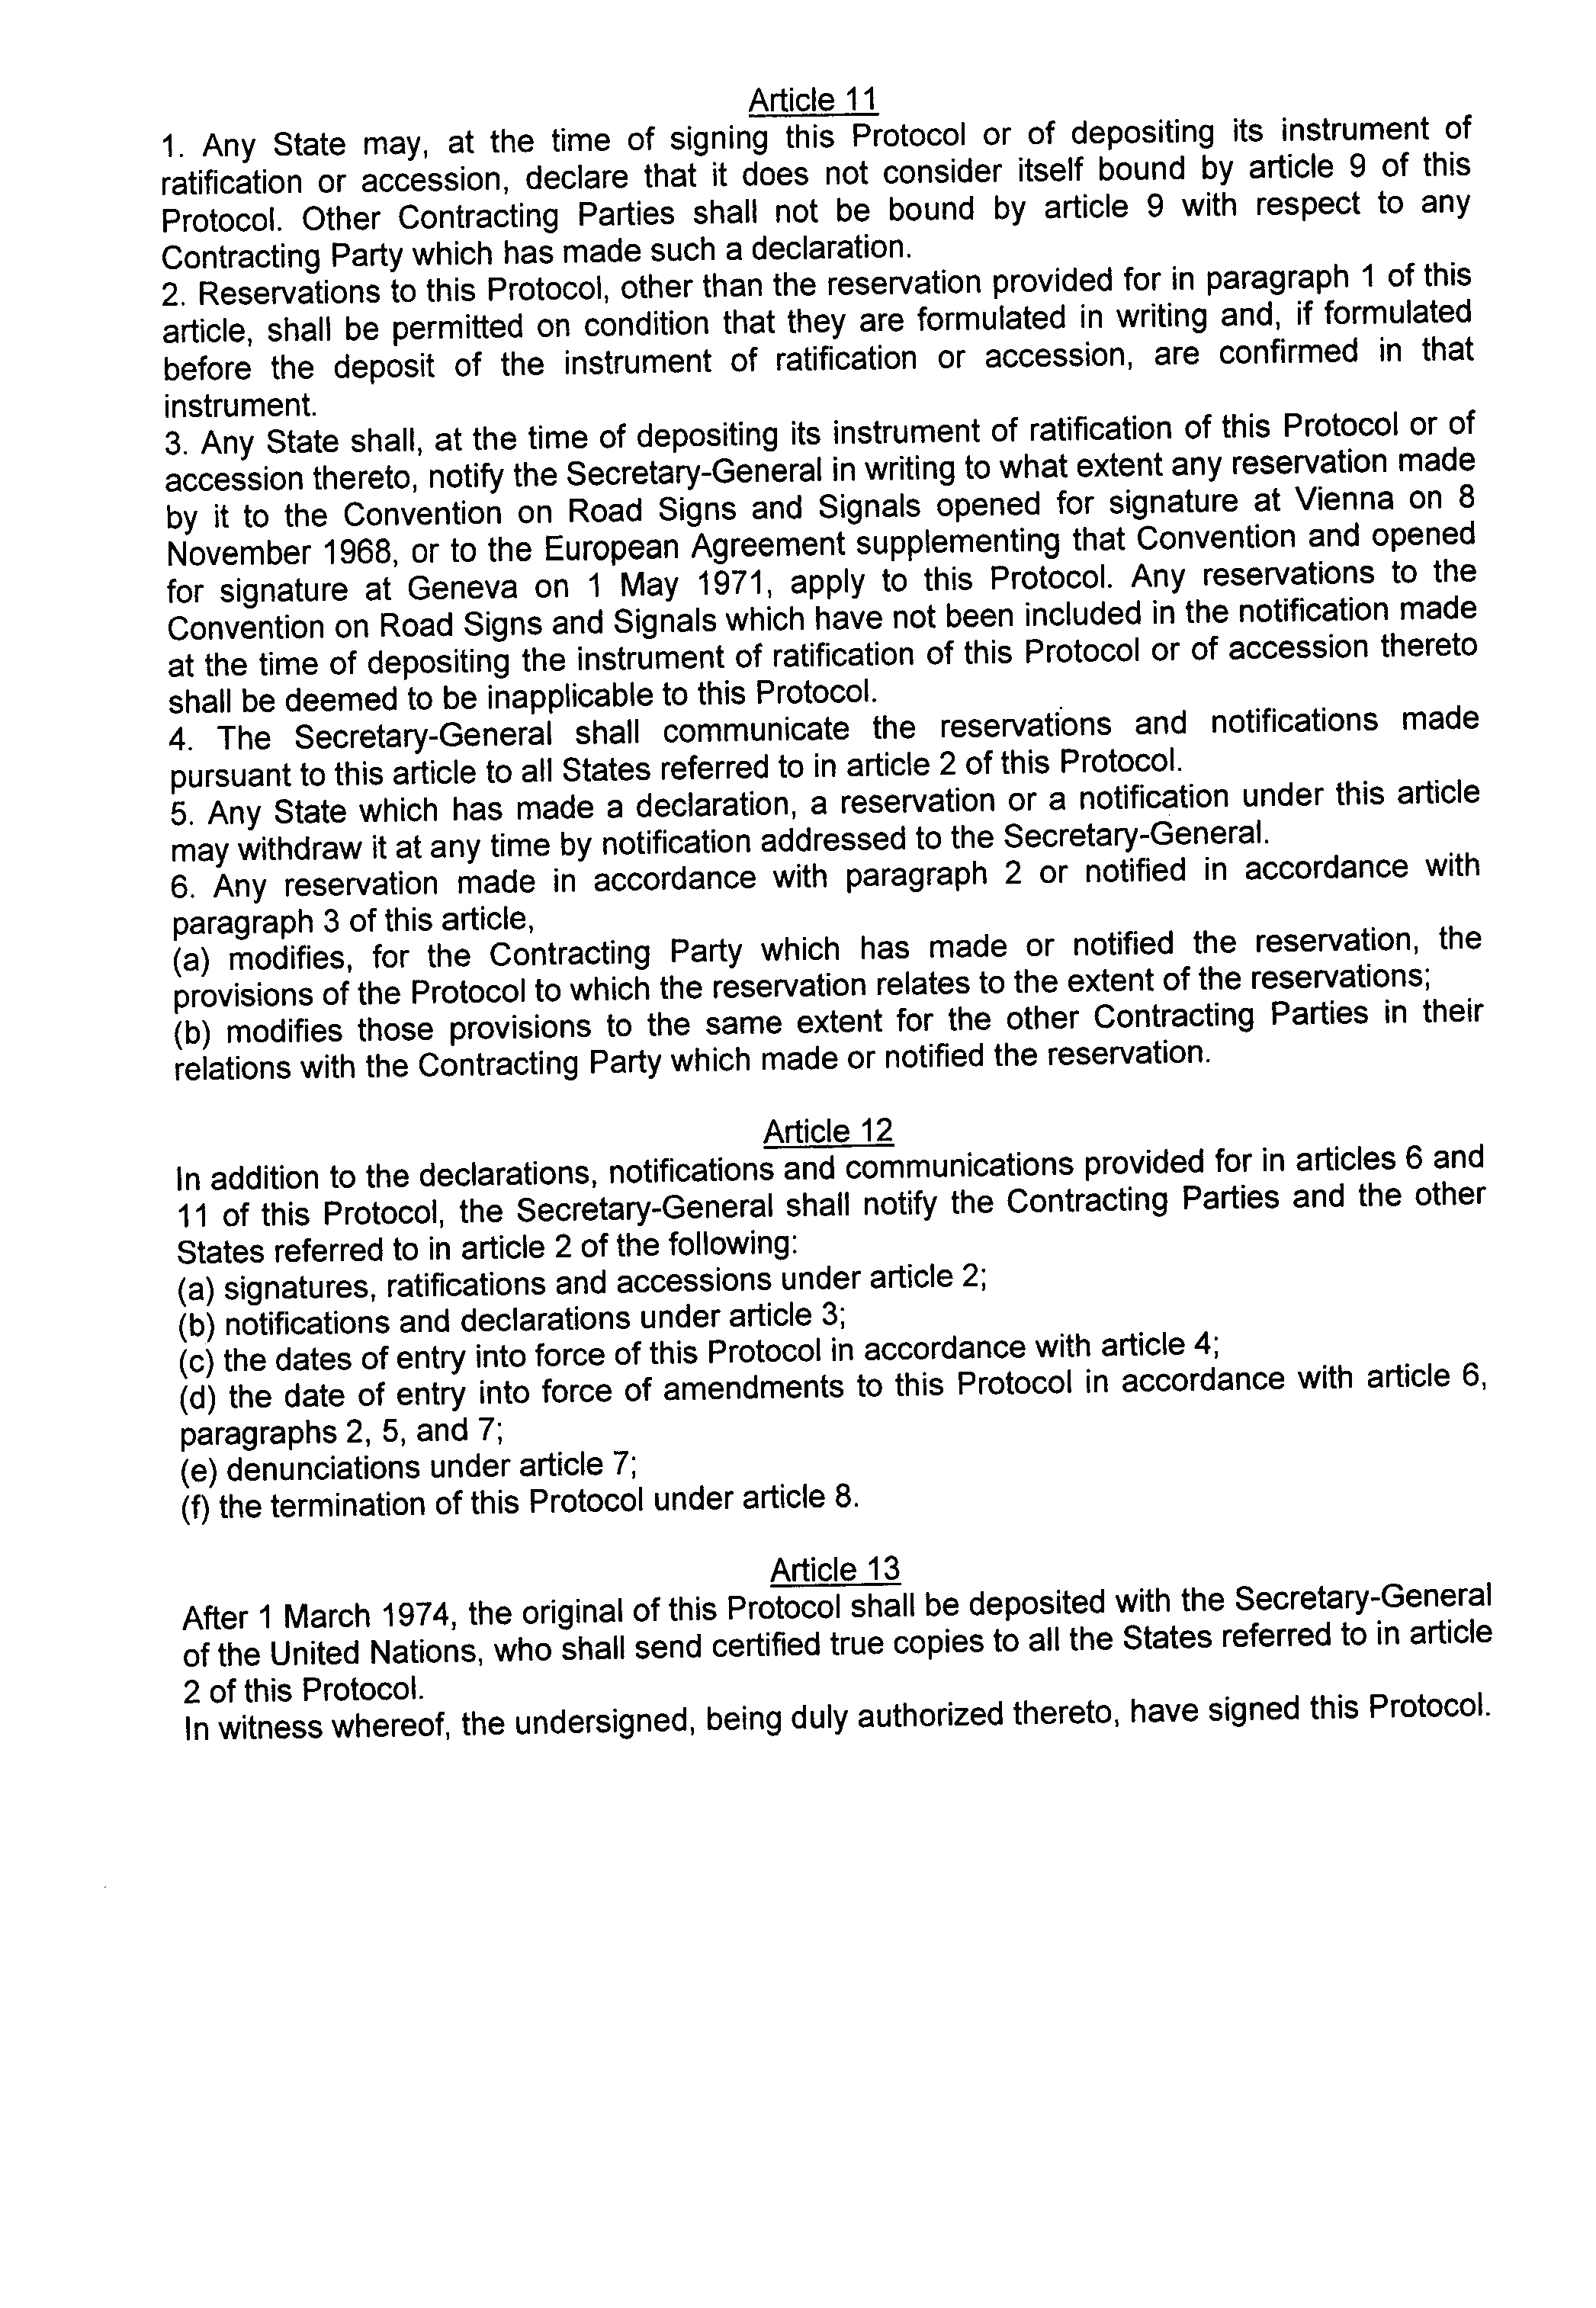 Article 11
1. Any State may, at the time of signing this Protocol or of depositing its instrument of
ratification or accession, declare that it does not consider itself bound by article 9 of this
Protocol. Other Contracting Parties shall not be bound by article 9 with respect to any
Contracting Party which has made such a declaration.
2. Reservations to this Protocol, other than the reservation provided for in paragraph 1 of this
article, shall be permitted on condition that they are formulated in writing and, if formulated
before the deposit of the instrument of ratification or accession, are confirmed in that
instrument.
3. Any State shall, at the time of depositing its instrument of ratification of this Protocol or of
accession thereto, notify the Secretary-General in writing to what extent any reservation made
by it to the Convention on Road Signs and Signals opened for signature at Vienna on 8
November 1968, or to the European Agreement supplementing that Convention and opened
for signature at Geneva on 1 May 1971, apply to this Protocol. Any reservations to the
Convention on Road Signs and Signals which have not been included in the notification made
at the time of depositing the instrument of ratification of this Protocol or of accession thereto
shall be deemed to be inapplicable to this Protocol.
4. The Secretary-General shall communicate the reservations and notifications made
pursuant to this article to all States referred to in article 2 of this Protocol.
5. Any State which has made a declaration, a reservation or a notification under this article
may withdraw it at any time by notification addressed to the Secretary-General.
6. Any reservation made in accordance with paragraph 2 or notified in accordance with
paragraph 3 of this article,
(a) modifies, for the Contracting Party which has made or notified the reservation, the
provisions of the Protocol to which the reservation relates to the extent of the reservations;
(b) modifies those provisions to the same extent for the other Contracting Parties in their
relations with the Contracting Party which made or notified the reservation.
Article 12
In addition to the declarations, notifications and communications provided for in articles 6 and
11 of this Protocol, the Secretary-General shall notify the Contracting Parties and the other
States referred to in article 2 of the following:
(a) signatures, ratifications and accessions under article 2;
(b) notifications and declarations under article 3;
(c) the dates of entry into force of this Protocol in accordance with article 4;
(d) the date of entry into force of amendments to this Protocol in accordance with article 6,
paragraphs 2, 5, and 7;
(e) denunciations under article 7;
(f) the termination of this Protocol under article 8.
Article 13
After 1 March 1974, the original of this Protocol shall be deposited with the Secretary-General
of the United Nations, who shall send certified true copies to all the States referred to in article
2 of this Protocol.
In witness whereof, the undersigned, being duly authorized thereto, have signed this Protocol.